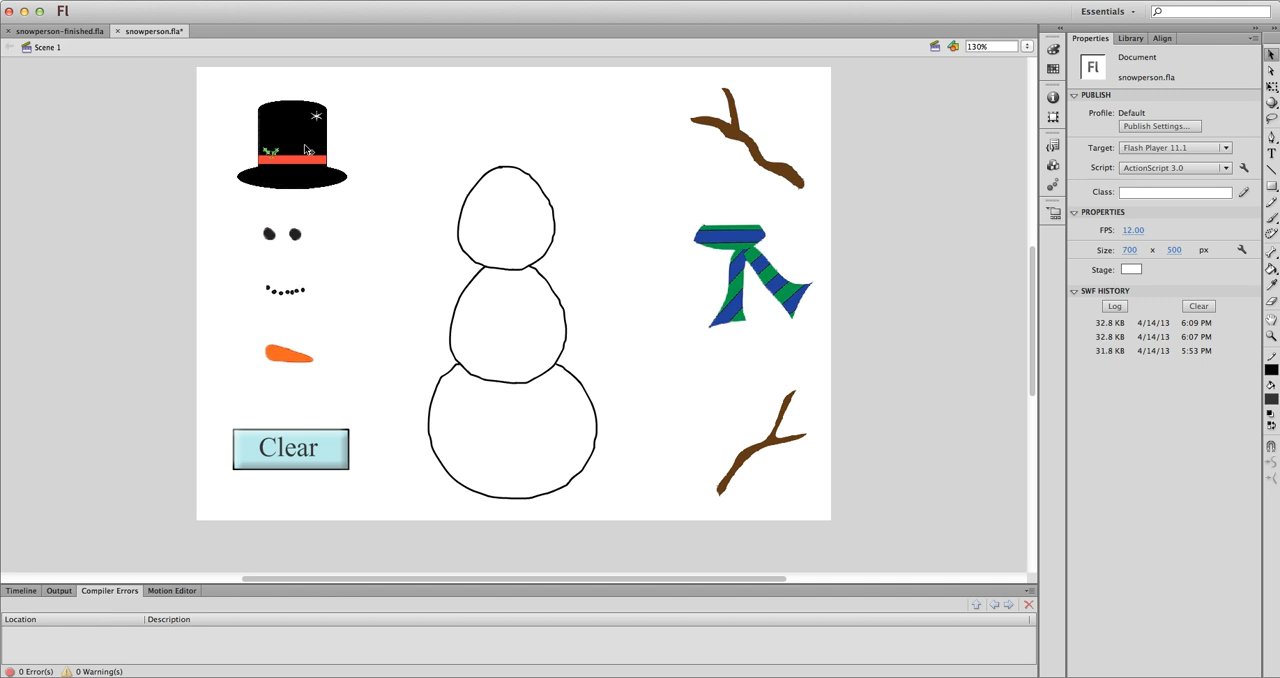 Fl
Essentials
snowperson-finished.fla
snowperson.fla*
Scene 1
130%
Clear
Properties
Library
Align
Fl
Document
snowperson.fla
PUBLISH
Profile: Default
Publish Settings...
Target: Flash Player 11.1
Script: ActionScript 3.0
Class:
PROPERTIES
FPS: 12.00
Size: 700 x 500 px
Stage:
SWF HISTORY
Log Clear
32.8 KB 4/14/13 6:09 PM
32.8 KB 4/14/13 6:07 PM
31.8 KB 4/14/13 5:53 PM
Timeline Output Compiler Errors Motion Editor
Location Description
0 Error(s) 0 Warning(s)